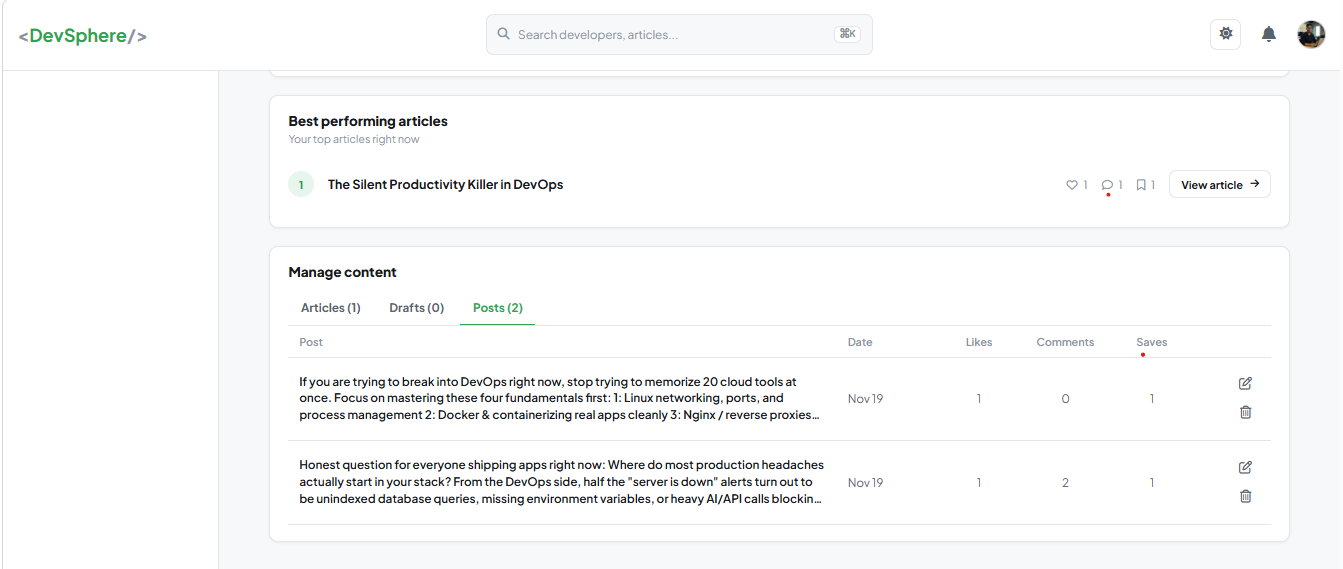 <DevSphere/>
Search developers, articles...
⌘K
Best performing articles
Your top articles right now
1
The Silent Productivity Killer in DevOps
1
1
1
View article →
Manage content
Articles (1)
Drafts (0)
Posts (2)
Post
Date
Likes
Comments
Saves
If you are trying to break into DevOps right now, stop trying to memorize 20 cloud tools at
once. Focus on mastering these four fundamentals first: 1: Linux networking, ports, and
process management 2: Docker & containerizing real apps cleanly 3: Nginx / reverse proxies...
Nov 19
1
0
1
Honest question for everyone shipping apps right now: Where do most production headaches
actually start in your stack? From the DevOps side, half the "server is down" alerts turn out to
be unindexed database queries, missing environment variables, or heavy AI/API calls blockin...
Nov 19
1
2
1